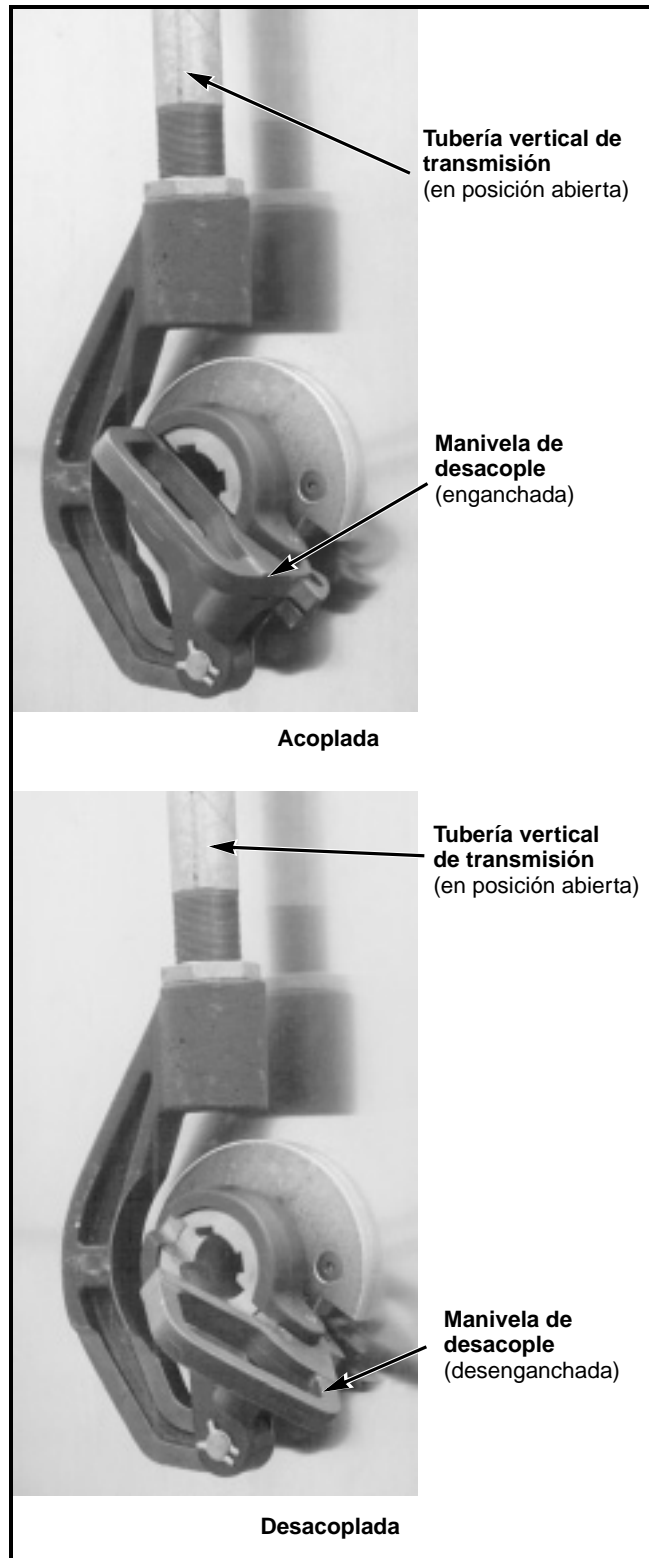 Tubería vertical de
transmisión
(en posición abierta)
Manivela de
desacople
(enganchada)
Acoplada
Tubería vertical
de transmisión
(en posición abierta)
Manivela de
desacople
(desenganchada)
Desacoplada